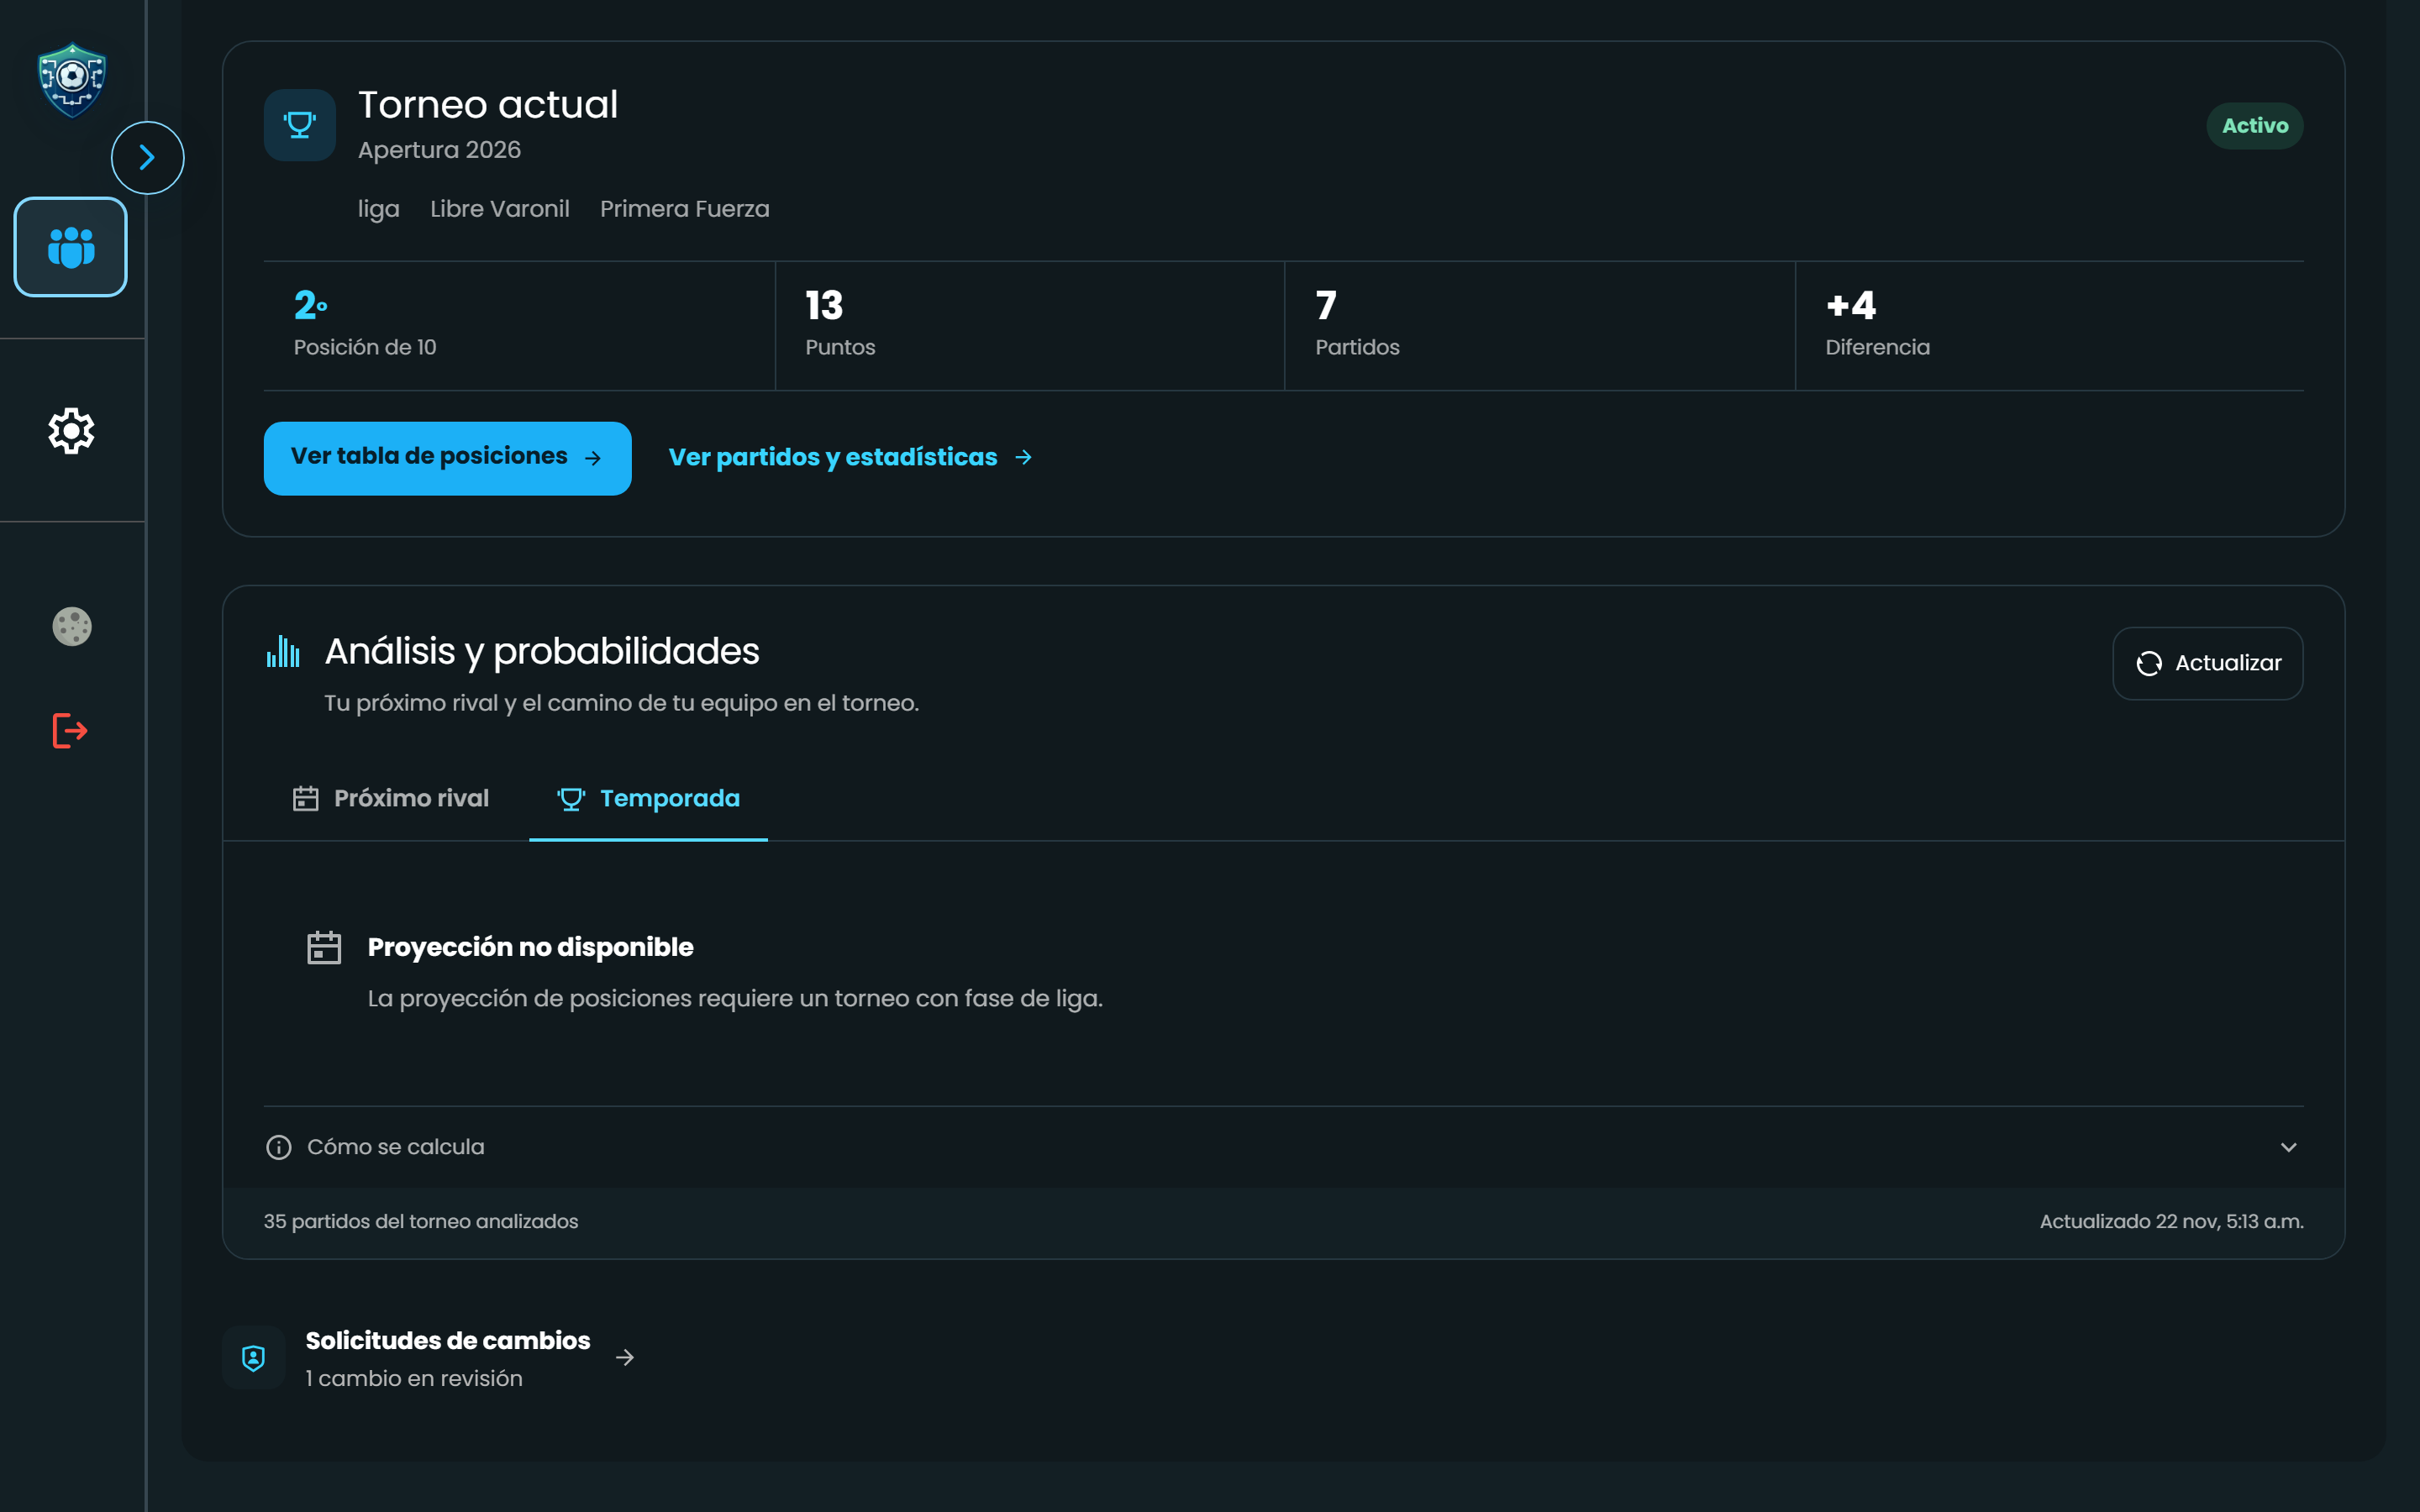 Torneo actual
Apertura 2026
Activo
liga Libre Varonil Primera Fuerza
2º
Posición de 10
13
Puntos
7
Partidos
+4
Diferencia
Ver tabla de posiciones →
Ver partidos y estadísticas →
Análisis y probabilidades
Tu próximo rival y el camino de tu equipo en el torneo.
Actualizar
Próximo rival
Temporada
Proyección no disponible
La proyección de posiciones requiere un torneo con fase de liga.
Cómo se calcula
35 partidos del torneo analizados
Actualizado 22 nov, 5:13 a.m.
Solicitudes de cambios
1 cambio en revisión